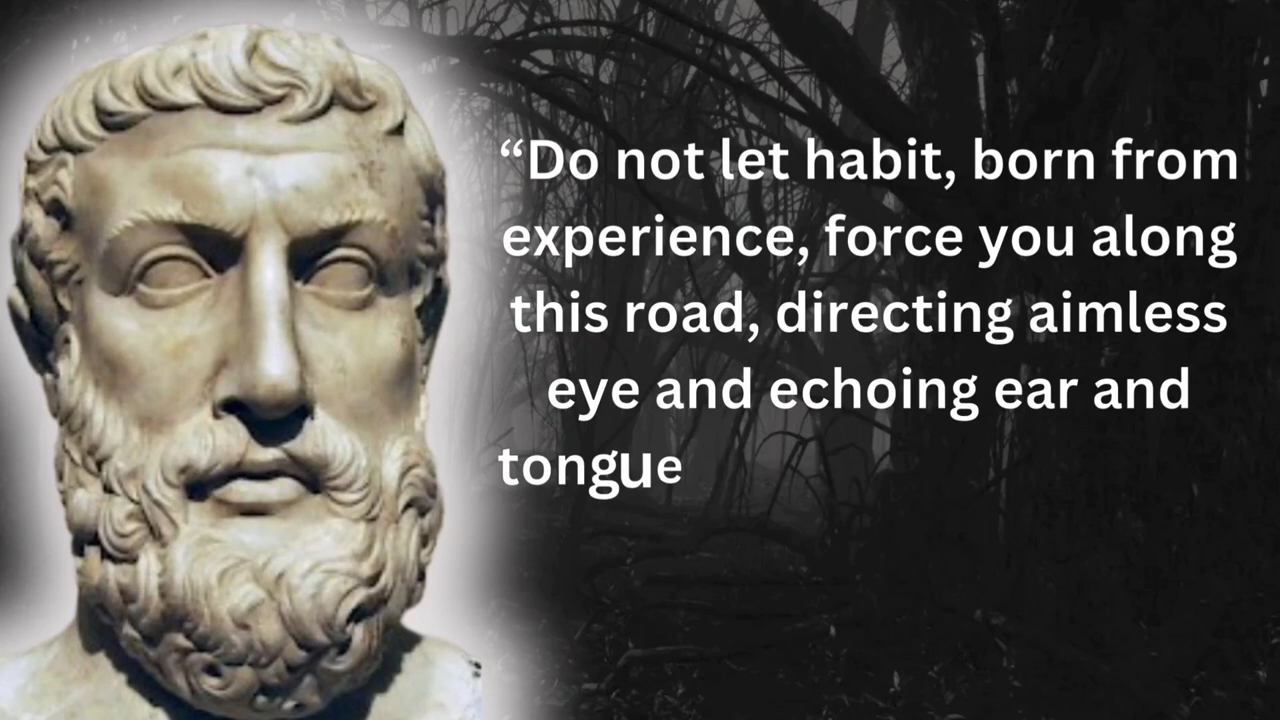 “Do not let habit, born from
experience, force you along
this road, directing aimless
eye and echoing ear and
tongue